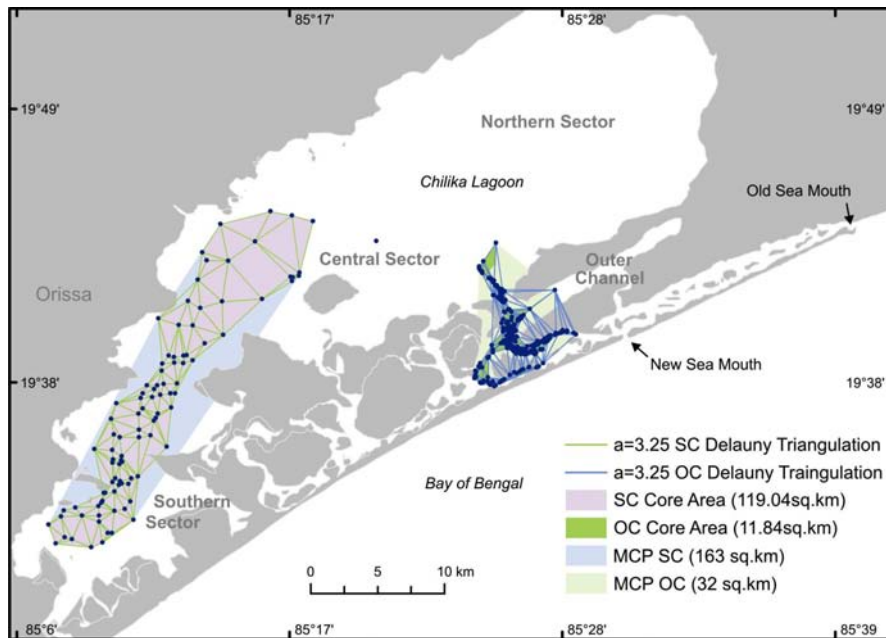 85°17'
85°28'
19°49'
19°49'
Northern Sector
Chilika Lagoon
Old Sea Mouth
Central Sector
Outer
Channel
Orissa
New Sea Mouth
19°38'
19°38'
a=3.25 SC Delauny Triangulation
a=3.25 OC Delauny Traingulation
Bay of Bengal
SC Core Area (119.04sq.km)
Southern
Sector
OC Core Area (11.84sq.km)
MCP SC (163 sq.km)
0 5 10 km
MCP OC (32 sq.km)
85°6'
85°17'
85°28'
85°39